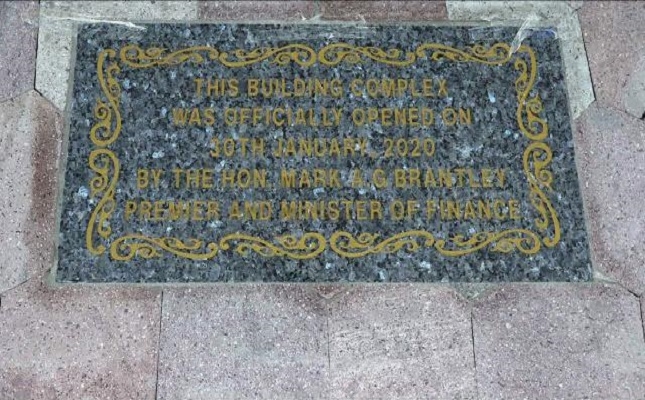 THIS BUILDING COMPLEX
WAS OFFICIALLY OPENED ON
30TH JANUARY, 2020
BY THE HON. MARK A.G BRANTLEY
PREMIER AND MINISTER OF FINANCE